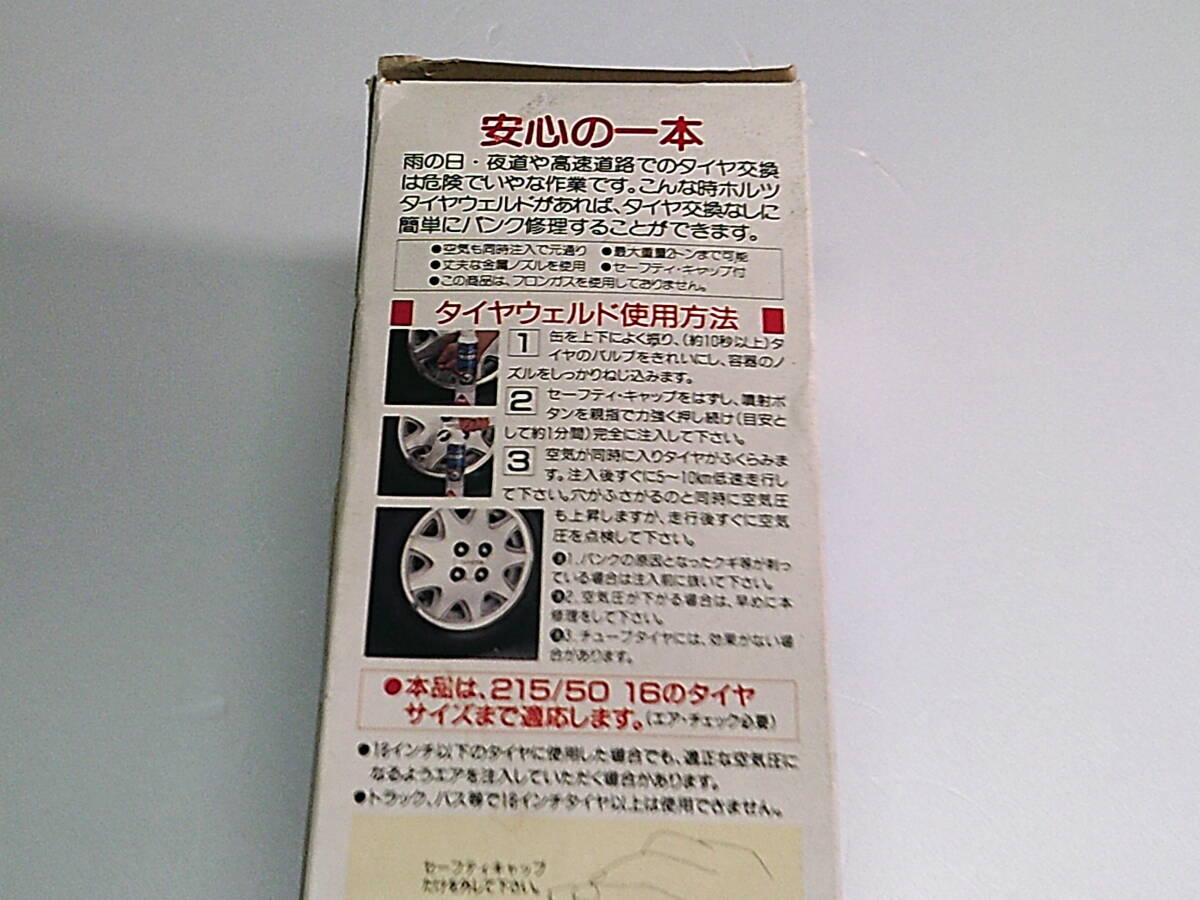 安心の一本
雨の日・夜道や高速道路でのタイヤ交換
は危険でいやな作業です。こんな時ホルツ
タイヤウェルドがあれば、タイヤ交換なしに
簡単にパンク修理することができます。
●空気も同時注入で元通り ●最大重量2トンまで可能
●丈夫な金属ノズルを使用 ●セーフティ・キャップ付
●この商品は、フロンガスを使用しておりません。
タイヤウェルド使用方法
1 缶を上下によく振り、(約10秒以上)タ
イヤのバルブをきれいにし、容器のノ
ズルをしっかりねじ込みます。
2 セーフティ・キャップをはずし、噴射ボ
タンを親指で力強く押し続け(目安と
して約1分間)完全に注入して下さい。
3 空気が同時に入りタイヤがふくらみま
す。注入後すぐに5〜10km低速走行し
て下さい。穴がふさがるのと同時に空気圧
も上昇しますが、走行後すぐに空気
圧を点検して下さい。
1.パンクの原因となったクギ等が刺っ
ている場合は注入前に抜いて下さい。
2.空気圧が下がる場合は、早めに本
修理をして下さい。
3.チューブタイヤには、効果がない場
合があります。
●本品は、215/50 16のタイヤ
サイズまで適応します。(エア・チェック必要)
●16インチ以下のタイヤに使用した場合でも、適正な空気圧に
なるようエアを注入していただく場合があります。
●トラック、バス等で16インチタイヤ以上は使用できません。
セーフティキャップ
だけを外して下さい。